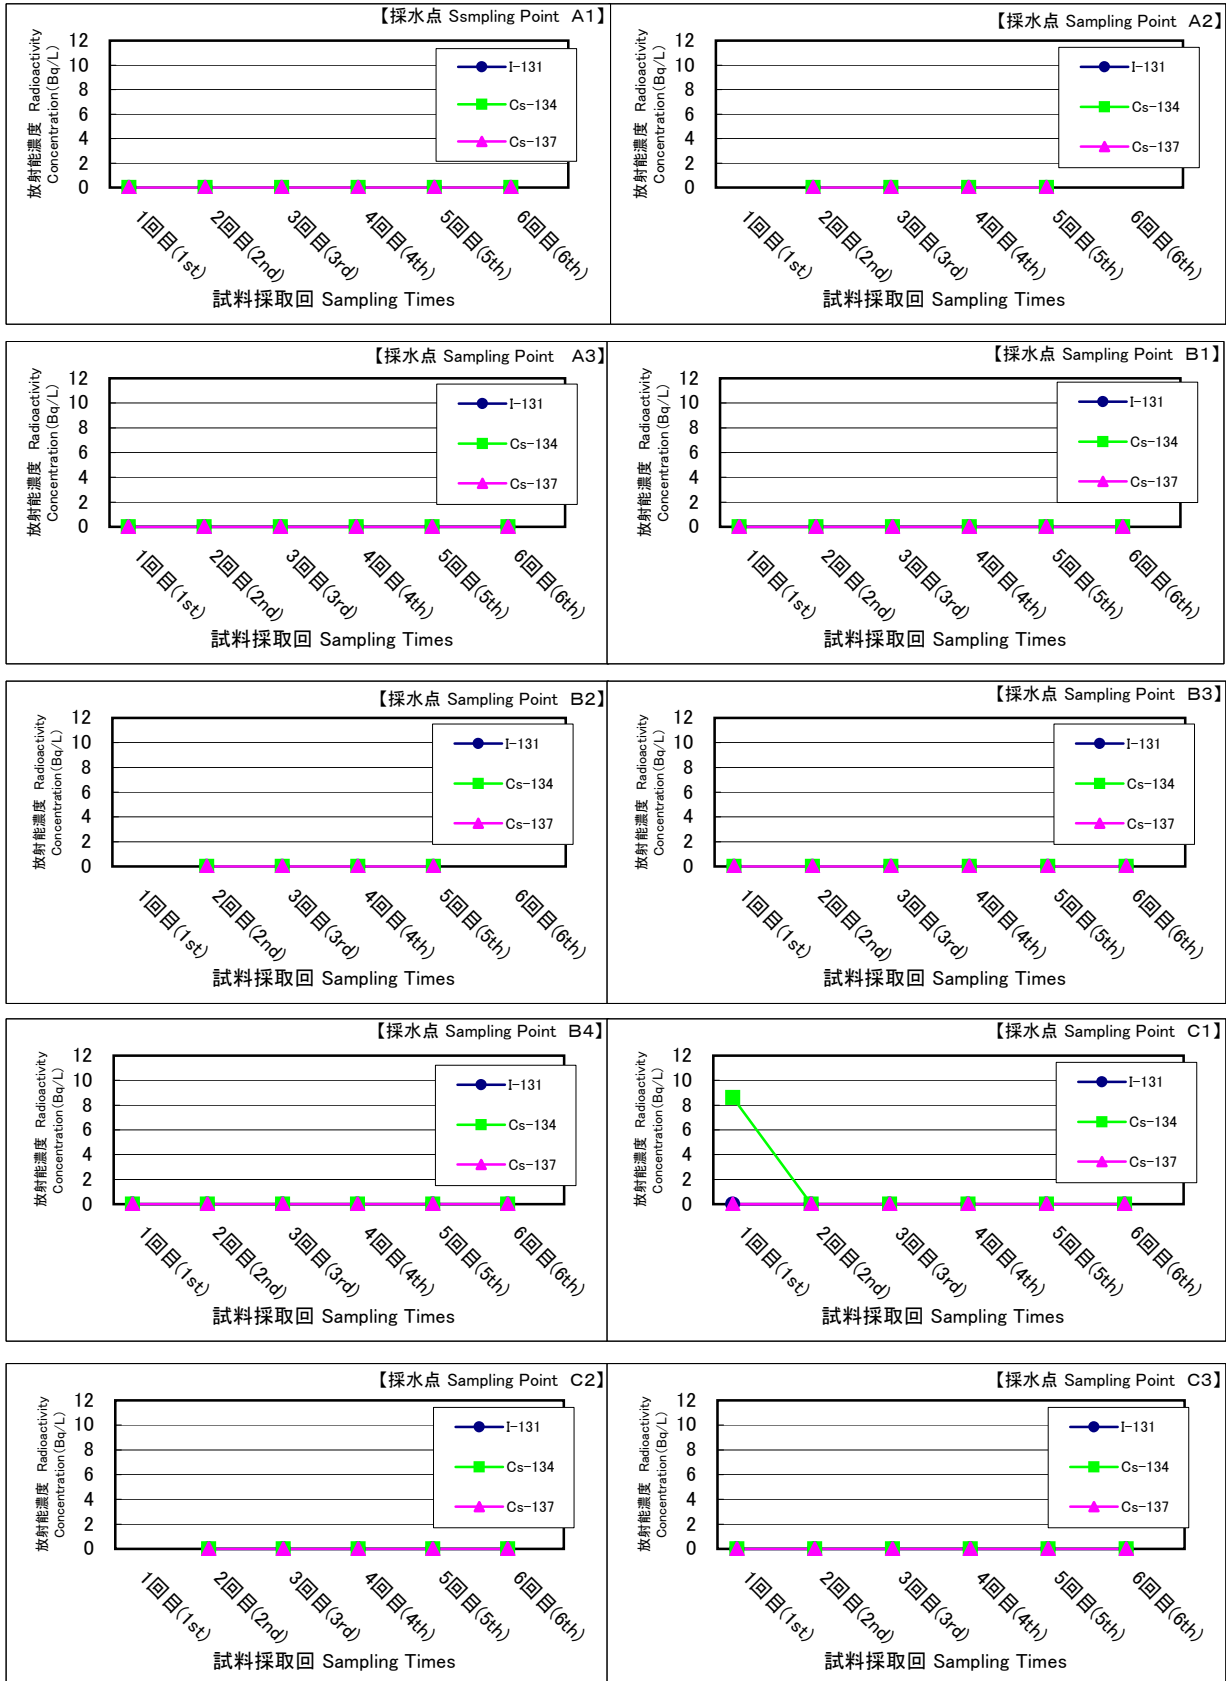 【採水点 Ssmpling Point A1】
放射能濃度 Radioactivity
Concentration(Bq/L)
12
10
8
6
4
2
0
I-131
Cs-134
Cs-137
1回目(1st)
2回目(2nd)
3回目(3rd)
4回目(4th)
5回目(5th)
6回目(6th)
試料採取回 Sampling Times
【採水点 Sampling Point A2】
放射能濃度 Radioactivity
Concentration(Bq/L)
12
10
8
6
4
2
0
I-131
Cs-134
Cs-137
1回目(1st)
2回目(2nd)
3回目(3rd)
4回目(4th)
5回目(5th)
6回目(6th)
試料採取回 Sampling Times
【採水点 Sampling Point A3】
放射能濃度 Radioactivity
Concentration(Bq/L)
12
10
8
6
4
2
0
I-131
Cs-134
Cs-137
1回目(1st)
2回目(2nd)
3回目(3rd)
4回目(4th)
5回目(5th)
6回目(6th)
試料採取回 Sampling Times
【採水点 Sampling Point B1】
放射能濃度 Radioactivity
Concentration(Bq/L)
12
10
8
6
4
2
0
I-131
Cs-134
Cs-137
1回目(1st)
2回目(2nd)
3回目(3rd)
4回目(4th)
5回目(5th)
6回目(6th)
試料採取回 Sampling Times
【採水点 Sampling Point B2】
放射能濃度 Radioactivity
Concentration(Bq/L)
12
10
8
6
4
2
0
I-131
Cs-134
Cs-137
1回目(1st)
2回目(2nd)
3回目(3rd)
4回目(4th)
5回目(5th)
6回目(6th)
試料採取回 Sampling Times
【採水点 Sampling Point B3】
放射能濃度 Radioactivity
Concentration(Bq/L)
12
10
8
6
4
2
0
I-131
Cs-134
Cs-137
1回目(1st)
2回目(2nd)
3回目(3rd)
4回目(4th)
5回目(5th)
6回目(6th)
試料採取回 Sampling Times
【採水点 Sampling Point B4】
放射能濃度 Radioactivity
Concentration(Bq/L)
12
10
8
6
4
2
0
I-131
Cs-134
Cs-137
1回目(1st)
2回目(2nd)
3回目(3rd)
4回目(4th)
5回目(5th)
6回目(6th)
試料採取回 Sampling Times
【採水点 Sampling Point C1】
放射能濃度 Radioactivity
Concentration(Bq/L)
12
10
8
6
4
2
0
I-131
Cs-134
Cs-137
1回目(1st)
2回目(2nd)
3回目(3rd)
4回目(4th)
5回目(5th)
6回目(6th)
試料採取回 Sampling Times
【採水点 Sampling Point C2】
放射能濃度 Radioactivity
Concentration(Bq/L)
12
10
8
6
4
2
0
I-131
Cs-134
Cs-137
1回目(1st)
2回目(2nd)
3回目(3rd)
4回目(4th)
5回目(5th)
6回目(6th)
試料採取回 Sampling Times
【採水点 Sampling Point C3】
放射能濃度 Radioactivity
Concentration(Bq/L)
12
10
8
6
4
2
0
I-131
Cs-134
Cs-137
1回目(1st)
2回目(2nd)
3回目(3rd)
4回目(4th)
5回目(5th)
6回目(6th)
試料採取回 Sampling Times